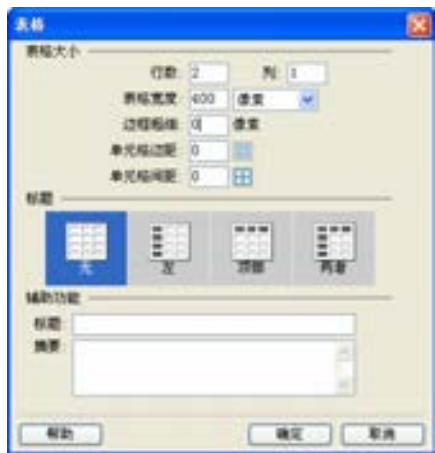 表格
表格大小
行数: 2 列: 1
表格宽度: 400 像素
边框粗细: 0 像素
单元格边距: 0
单元格间距: 0
标题
无 左 顶部 两者
辅助功能
标题:
摘要:
帮助 确定 取消